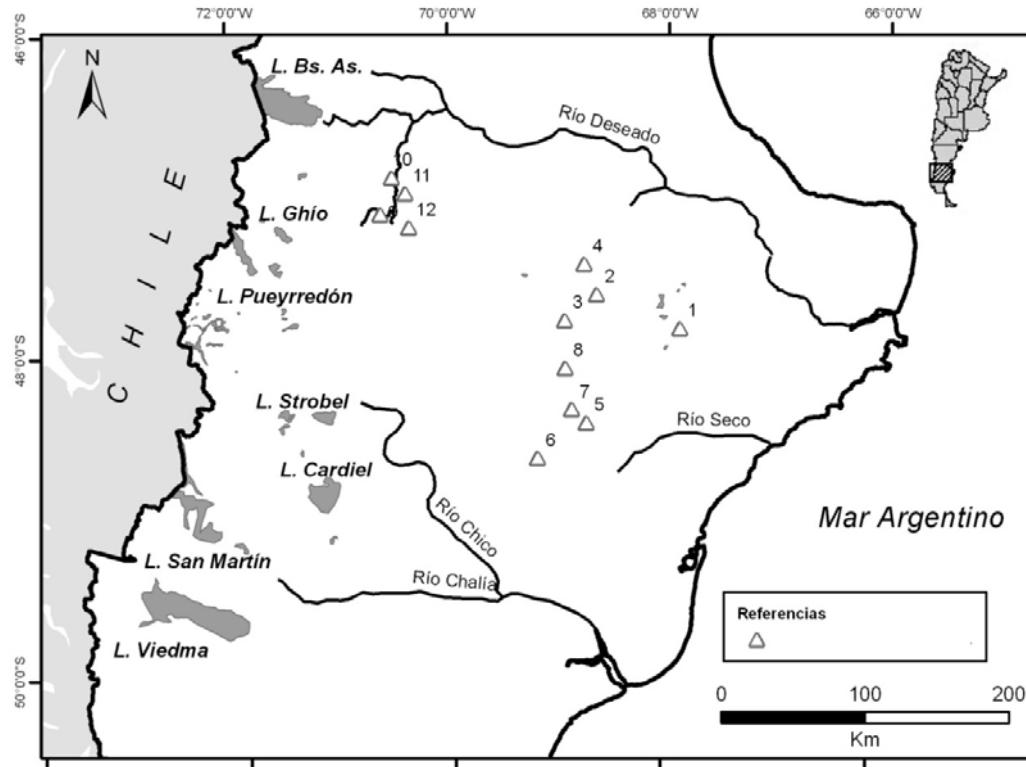 72°0'0"W
70°0'0"W
68°0'0"W
66°0'0"W
46°0'0"S
48°0'0"S
50°0'0"S
N
CHILE
L. Bs. As.
Río Deseado
L. Ghío
L. Pueyrredón
L. Strobel
L. Cardiel
L. San Martín
L. Viedma
Río Chico
Río Chalía
Río Seco
Mar Argentino
11
12
4
2
3
1
8
7
5
6
Referencias
0
100
200
Km